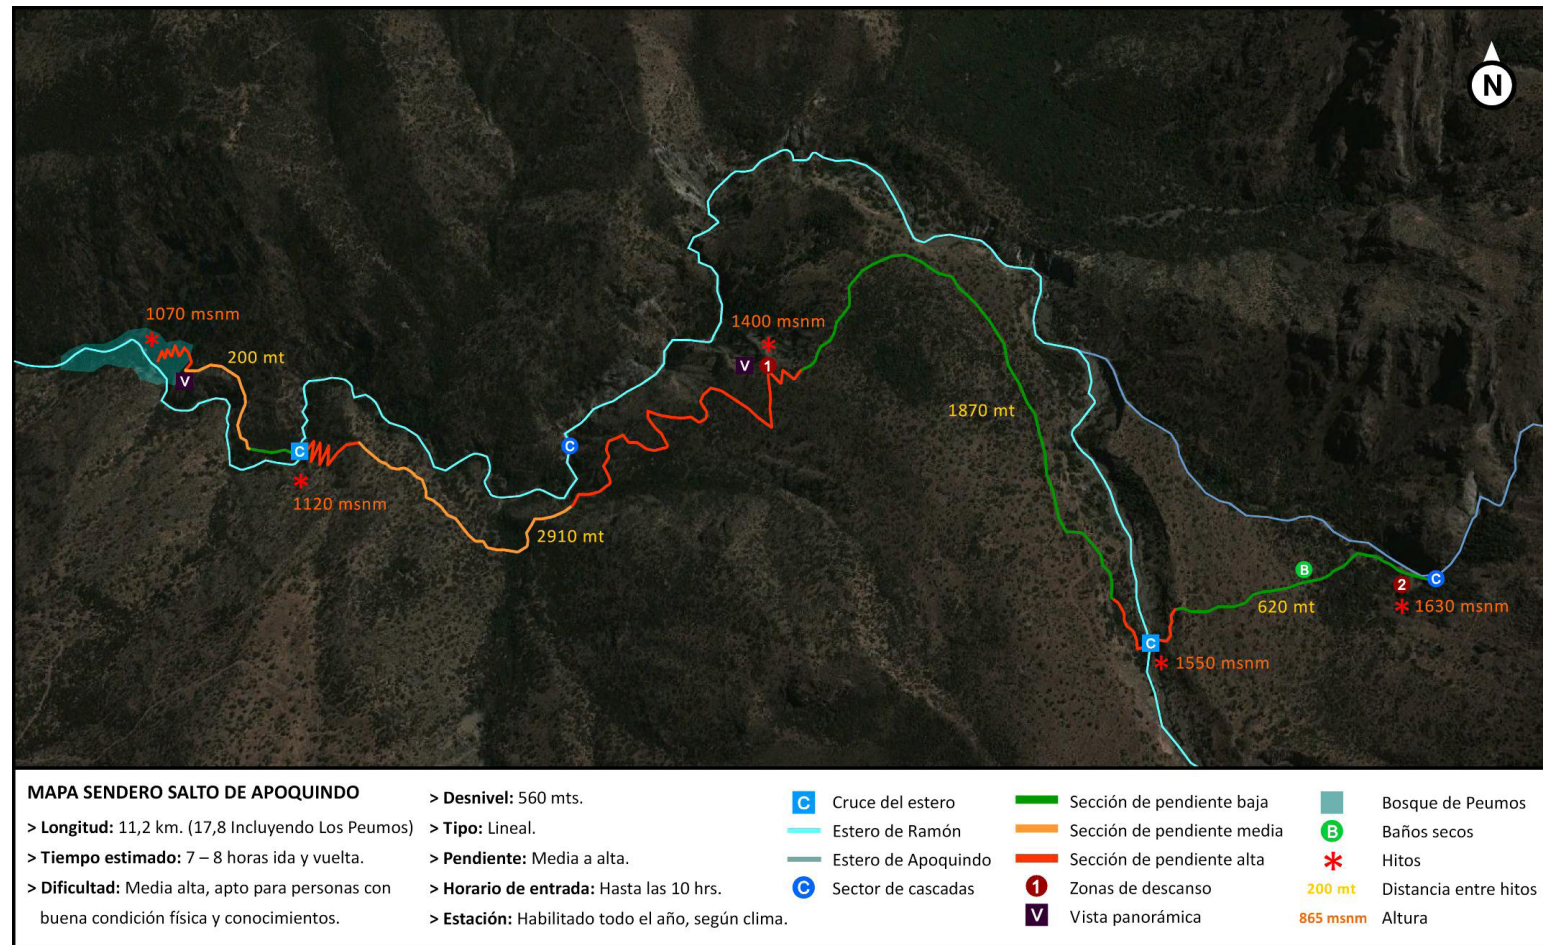 N
1070 msnm
200 mt
V
C
1120 msnm
2910 mt
C
1400 msnm
V
1
1870 mt
C
1550 msnm
B
620 mt
2
C
1630 msnm
MAPA SENDERO SALTO DE APOQUINDO
> Longitud: 11,2 km. (17,8 Incluyendo Los Peumos)
> Tiempo estimado: 7 – 8 horas ida y vuelta.
> Dificultad: Media alta, apto para personas con
buena condición física y conocimientos.
> Desnivel: 560 mts.
> Tipo: Lineal.
> Pendiente: Media a alta.
> Horario de entrada: Hasta las 10 hrs.
> Estación: Habilitado todo el año, según clima.
C Cruce del estero
Estero de Ramón
Estero de Apoquindo
C Sector de cascadas
Sección de pendiente baja
Sección de pendiente media
Sección de pendiente alta
1 Zonas de descanso
V Vista panorámica
Bosque de Peumos
B Baños secos
Hitos
200 mt Distancia entre hitos
865 msnm Altura